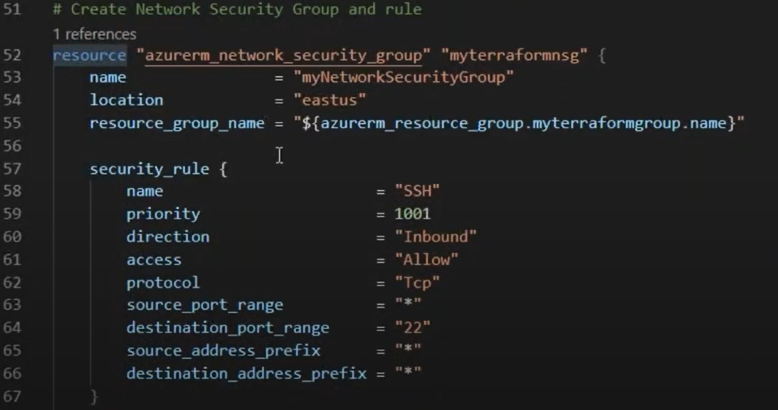 51 # Create Network Security Group and rule
1 references
52 resource "azurerm_network_security_group" "myterraformnsg" {
53 name = "myNetworkSecurityGroup"
54 location = "eastus"
55 resource_group_name = "${azurerm_resource_group.myterraformgroup.name}"
56
57 security_rule {
58 name = "SSH"
59 priority = 1001
60 direction = "Inbound"
61 access = "Allow"
62 protocol = "Tcp"
63 source_port_range = "*"
64 destination_port_range = "22"
65 source_address_prefix = "*"
66 destination_address_prefix = "*"
67 }